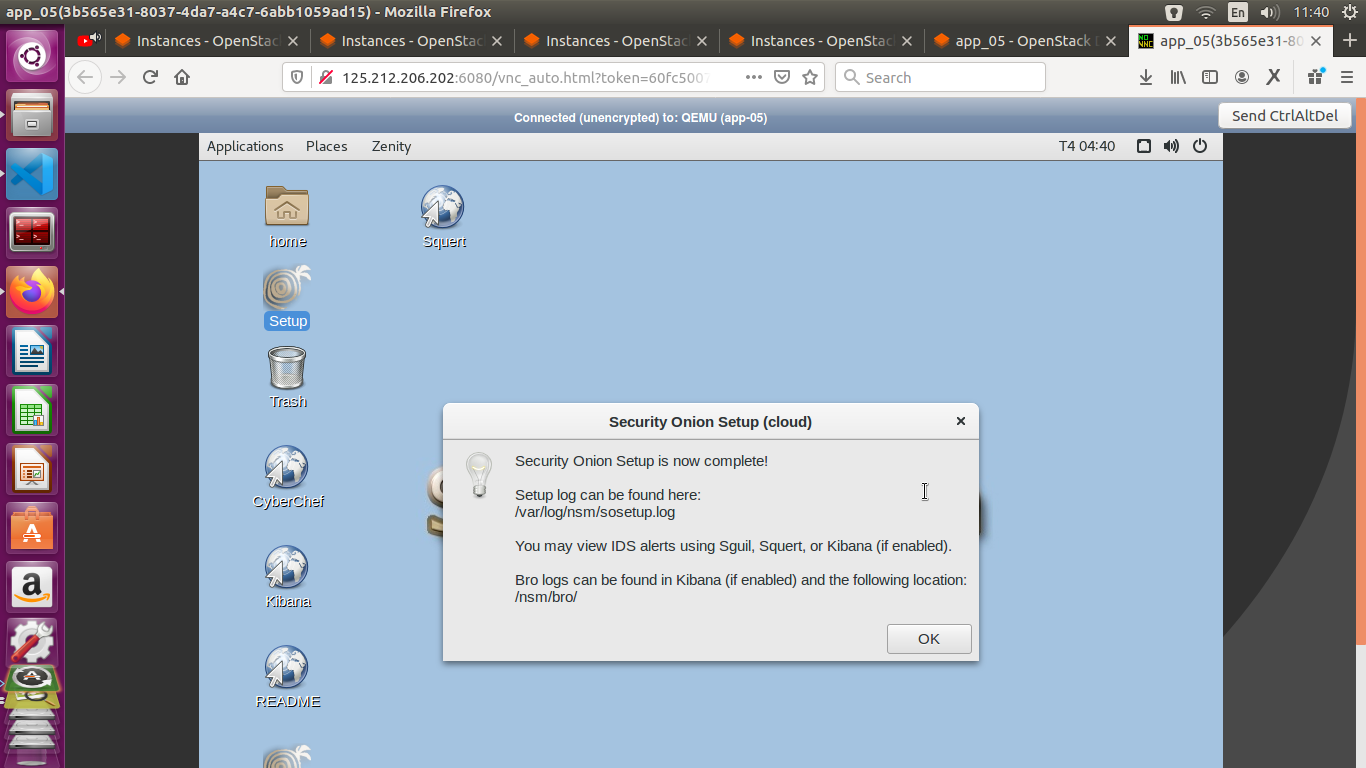 app_05(3b565e31-8037-4da7-a4c7-6abb1059ad15) - Mozilla Firefox
En
11:40
Instances - OpenStac
Instances - OpenStac
Instances - OpenStac
Instances - OpenStac
app_05 - OpenStack D
app_05(3b565e31-80
125.212.206.202:6080/vnc_auto.html?token=60fc5007
Search
Connected (unencrypted) to: QEMU (app-05)
Send CtrlAltDel
Applications
Places
Zenity
T4 04:40
home
Squert
Setup
Trash
CyberChef
Kibana
README
Security Onion Setup (cloud)
Security Onion Setup is now complete!
Setup log can be found here:
/var/log/nsm/sosetup.log
You may view IDS alerts using Sguil, Squert, or Kibana (if enabled).
Bro logs can be found in Kibana (if enabled) and the following location:
/nsm/bro/
OK